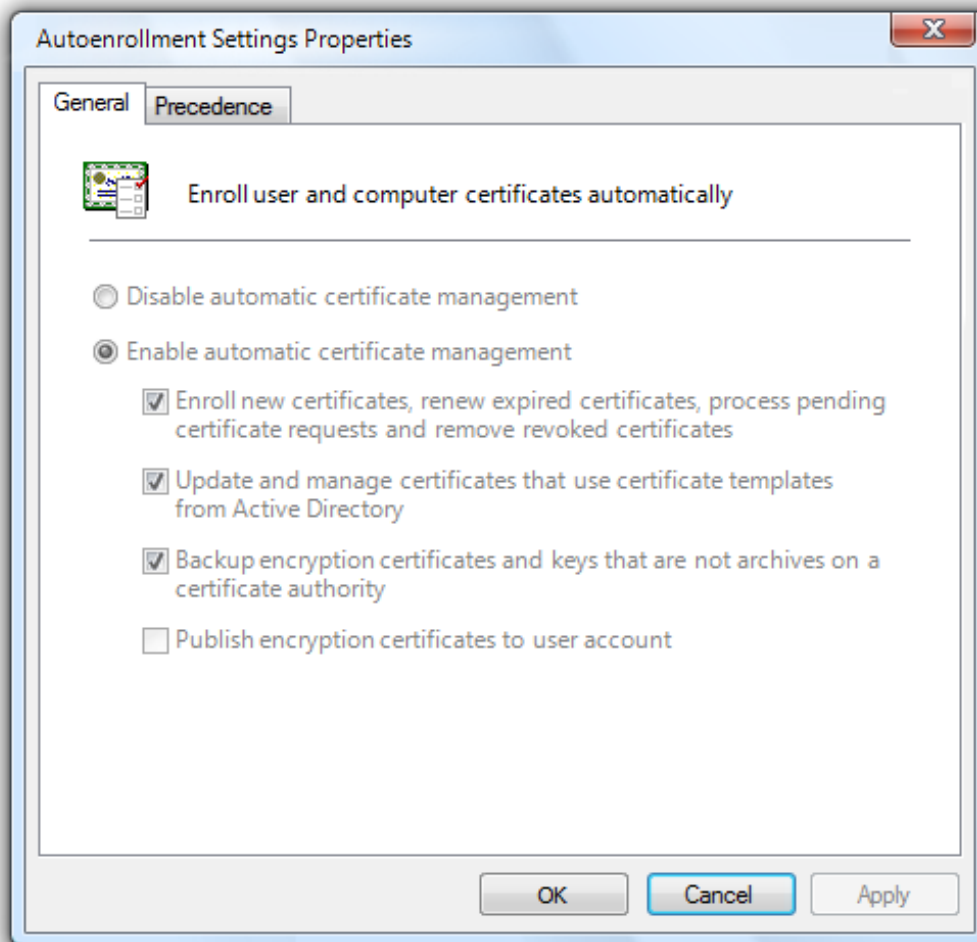 Autoenrollment Settings Properties
General
Precedence
Enroll user and computer certificates automatically
Disable automatic certificate management
Enable automatic certificate management
Enroll new certificates, renew expired certificates, process pending
certificate requests and remove revoked certificates
Update and manage certificates that use certificate templates
from Active Directory
Backup encryption certificates and keys that are not archives on a
certificate authority
Publish encryption certificates to user account
OK
Cancel
Apply